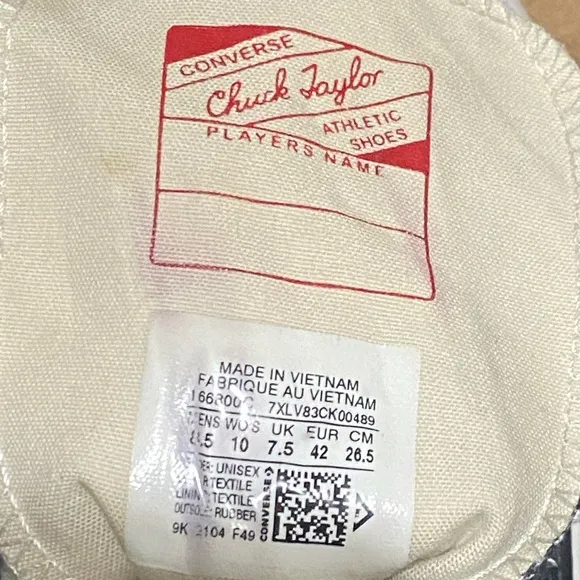 CONVERSE
Chuck Taylor
ATHLETIC
SHOES
PLAYERS NAME
MADE IN VIETNAM
FABRIQUE AU VIETNAM
7XLV83CK00489
WO'S UK EUR CM
10 7.5 42 26.5
UNISEX
TEXTILE
TEXTILE
RUBBER
9K 2104 F49
CONVERSE